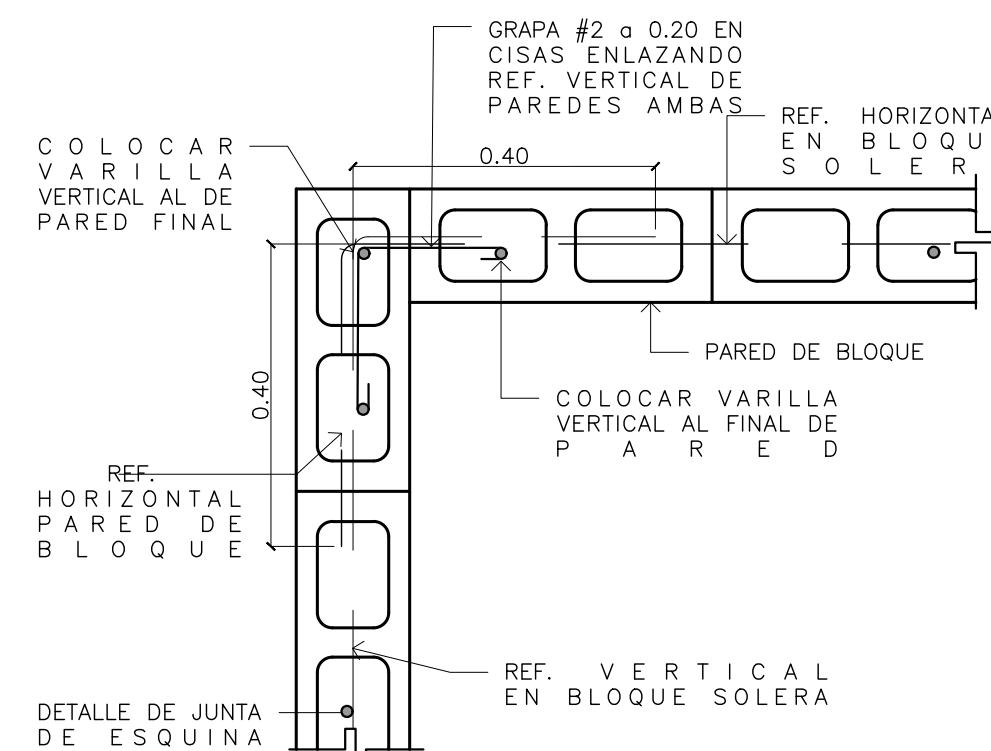 GRAPA #2 a 0.20 EN
CISAS ENLAZANDO
REF. VERTICAL DE
PAREDES AMBAS
REF. HORIZONTA
EN BLOQU
SOLER
COLOCAR
VARILLA
VERTICAL AL DE
PARED FINAL
0.40
0.40
PARED DE BLOQUE
COLOCAR VARILLA
VERTICAL AL FINAL DE
PARED
REF.
HORIZONTAL
PARED DE
BLOQUE
REF. VERTICAL
EN BLOQUE SOLERA
DETALLE DE JUNTA
DE ESQUINA